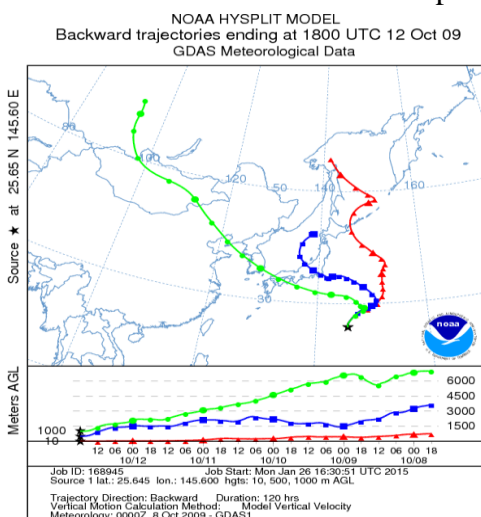 NOAA HYSPLIT MODEL
Backward trajectories ending at 1800 UTC 12 Oct 09
GDAS Meteorological Data
Source ★ at 25.65 N 145.60 E
100
120
50
140
160
30
noaa
Meters AGL
1000
10
6000
4500
3000
1500
12 06 00 18 12 06 00 18 12 06 00 18 12 06 00 18 12 06 00 18
10/12 10/11 10/10 10/09 10/08
Job ID: 168945 Job Start: Mon Jan 26 16:30:51 UTC 2015
Source 1 lat.: 25.645 lon.: 145.600 hgts: 10, 500, 1000 m AGL
Trajectory Direction: Backward Duration: 120 hrs
Vertical Motion Calculation Method: Model Vertical Velocity
Meteorology: 0000Z 8 Oct 2009 - GDAS1